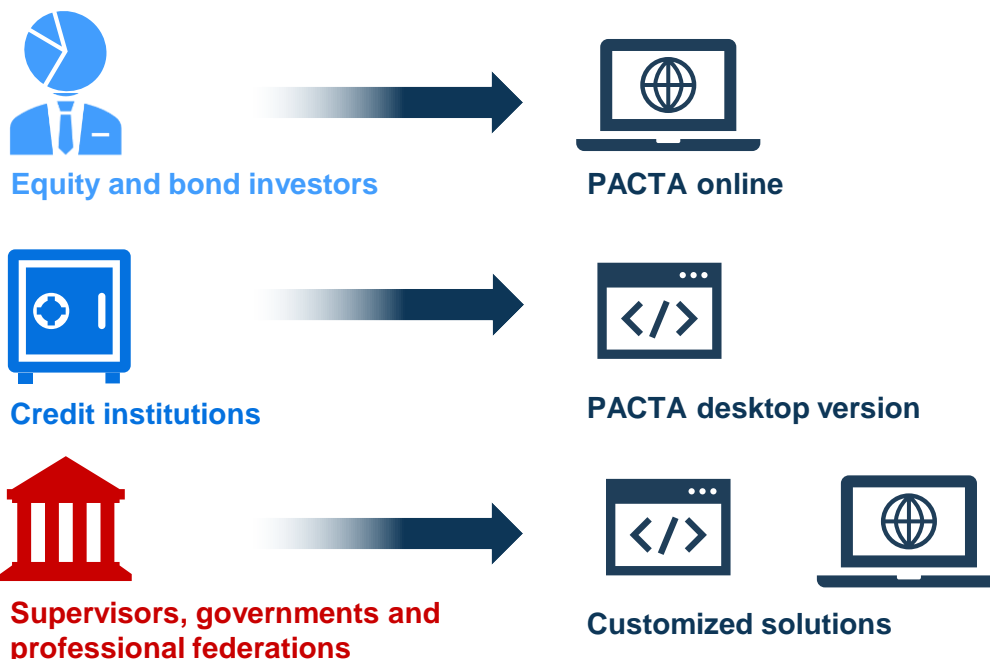 Equity and bond investors
PACTA online
</>
Credit institutions
PACTA desktop version
</>
Supervisors, governments and
professional federations
Customized solutions